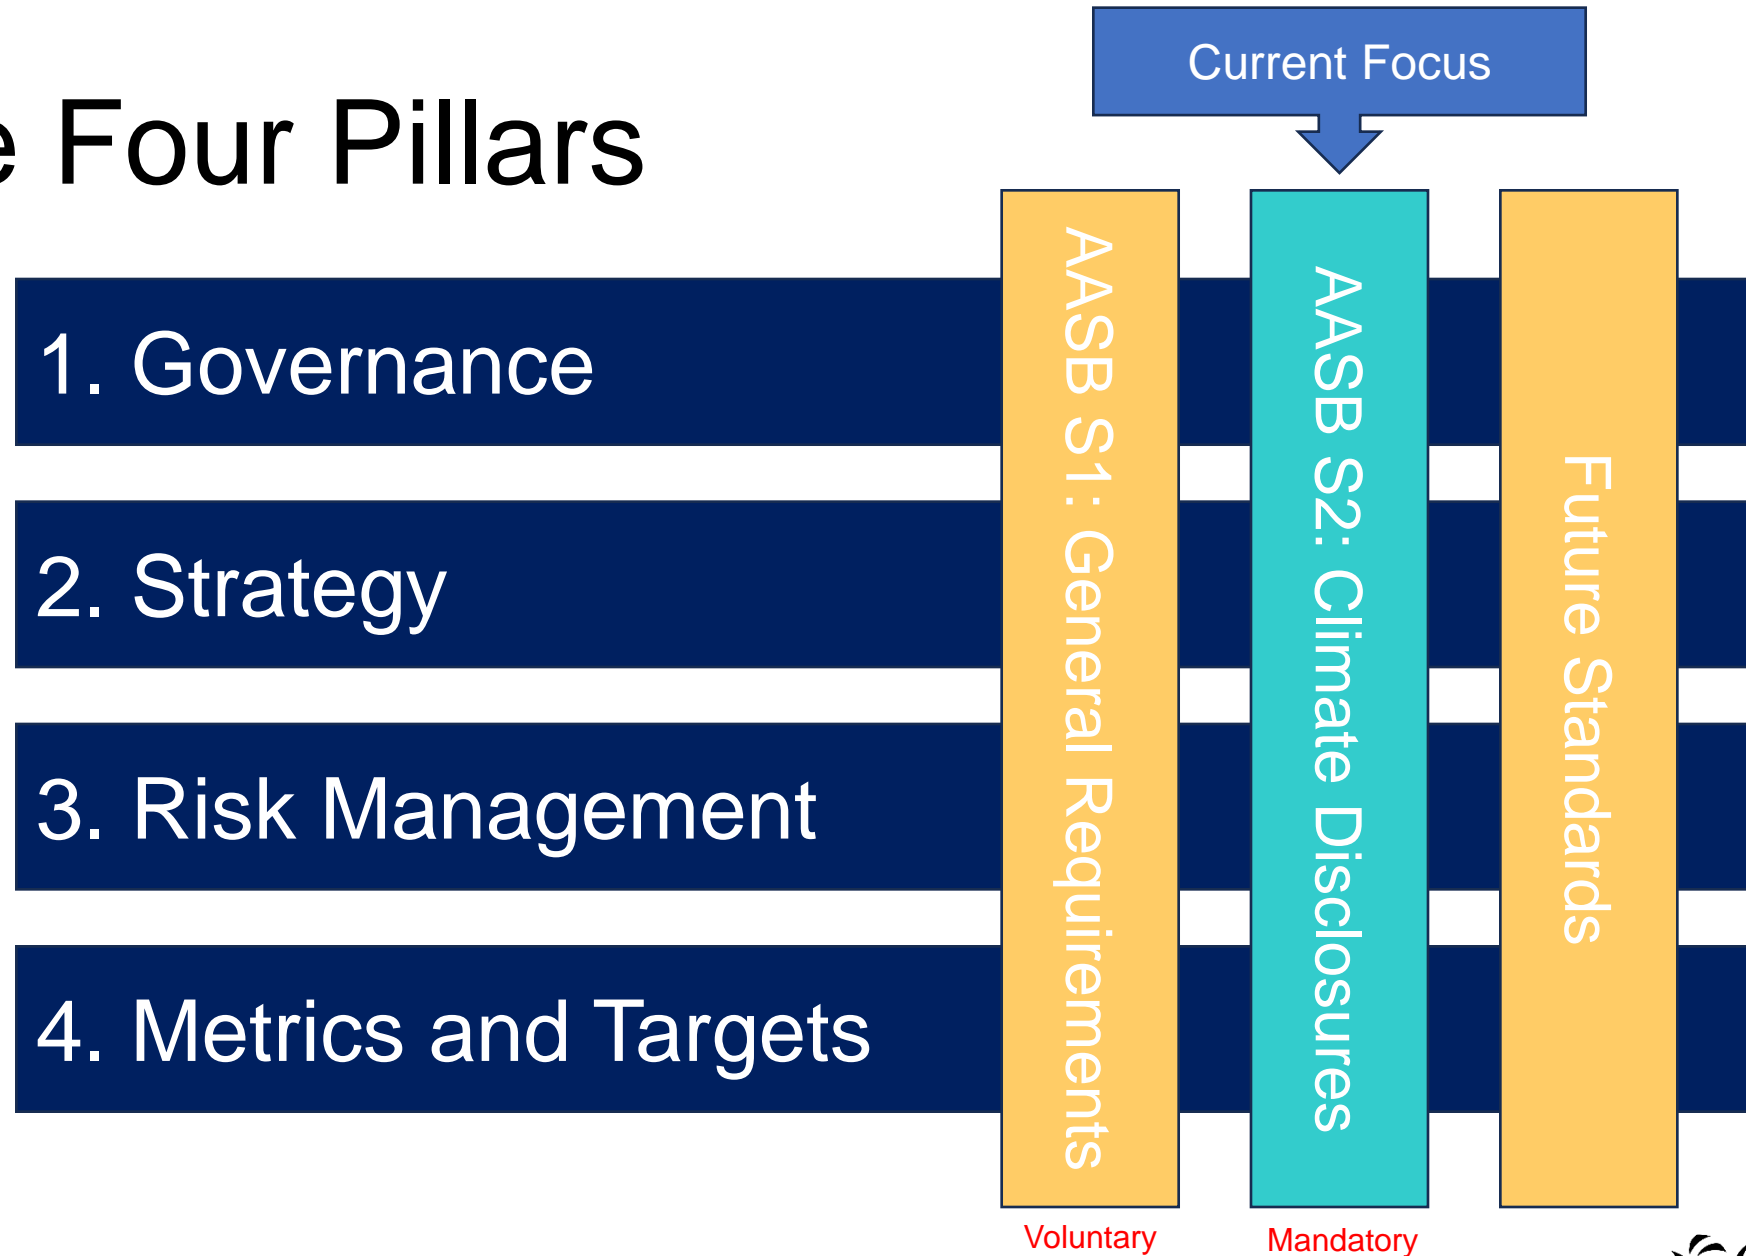 Current Focus
e Four Pillars
1. Governance
2. Strategy
3. Risk Management
4. Metrics and Targets
AASB S1: General Requirements
AASB S2: Climate Disclosures
Future Standards
Voluntary
Mandatory